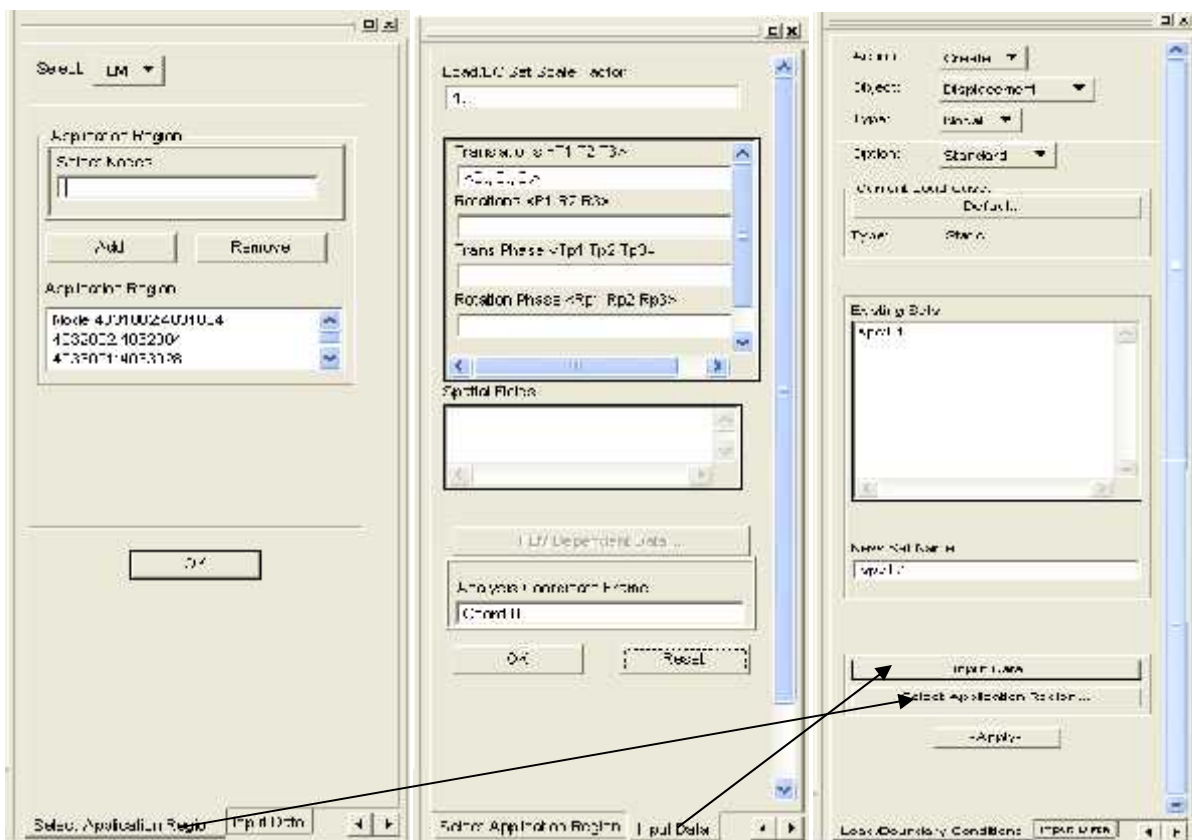 Select
Application Region
Select Nodes
Add Remove
Application Region
Node
OK
Select Application Region Input Data
Load/BC Set Scale Factor
1.
Translations <T1 T2 T3>
Rotations <R1 R2 R3>
Trans Phase <Tp1 Tp2 Tp3>
Rotation Phase <Rp1 Rp2 Rp3>
Spatial Fields
FEM Dependent Data...
Analysis Coordinate Frame
Coord 0
OK Reset
Select Application Region Input Data
Action: Create
Object: Displacement
Type: Nodal
Option: Standard
Current Load Case:
Default...
Type: Static
Existing Sets
New Set Name
Input Data...
Select Application Region...
-Apply-
Load/Boundary Conditions Input Data